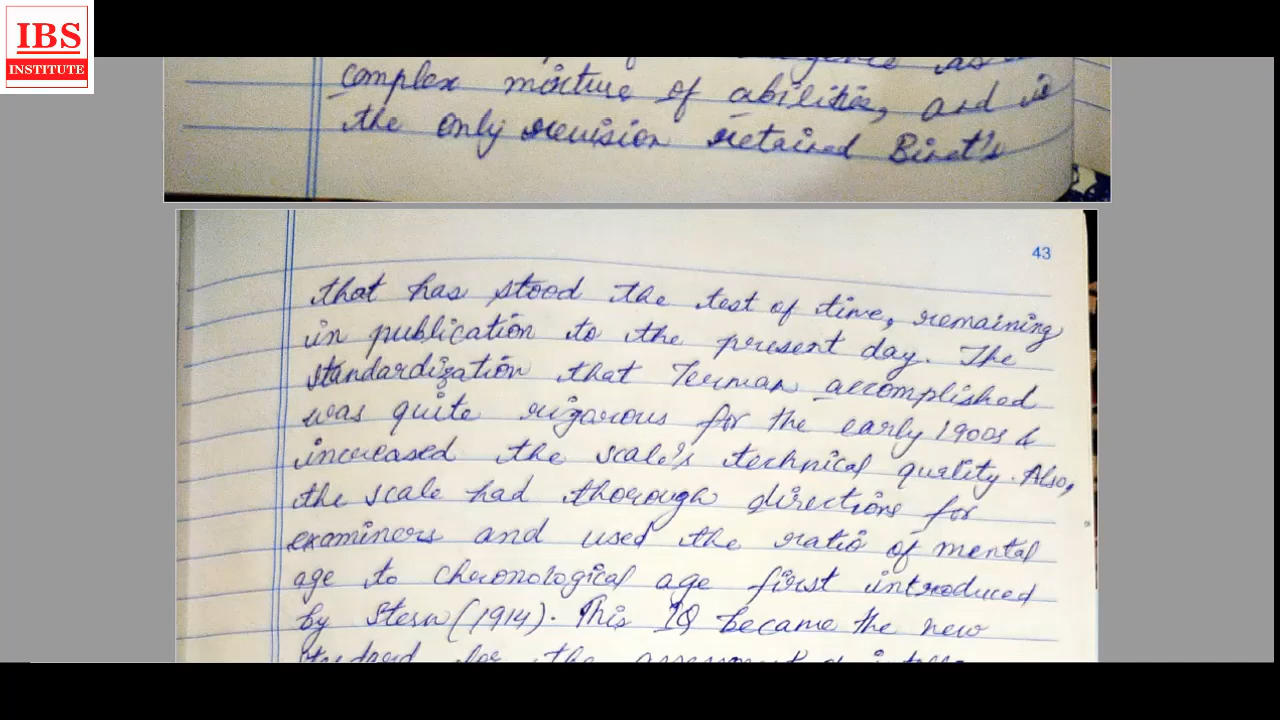 IBS
INSTITUTE
as
complex mixture of abilities, and is
the only revision retained Binet's
43
that has stood the test of time, remaining
in publication to the present day. The
standardization that Terman accomplished
was quite rigorous for the early 1900s &
increased the scale's technical quality. Also,
the scale had thorough directions for
examiners and used the ratio of mental
age to chronological age first introduced
by Stern (1914). This IQ became the new
for the